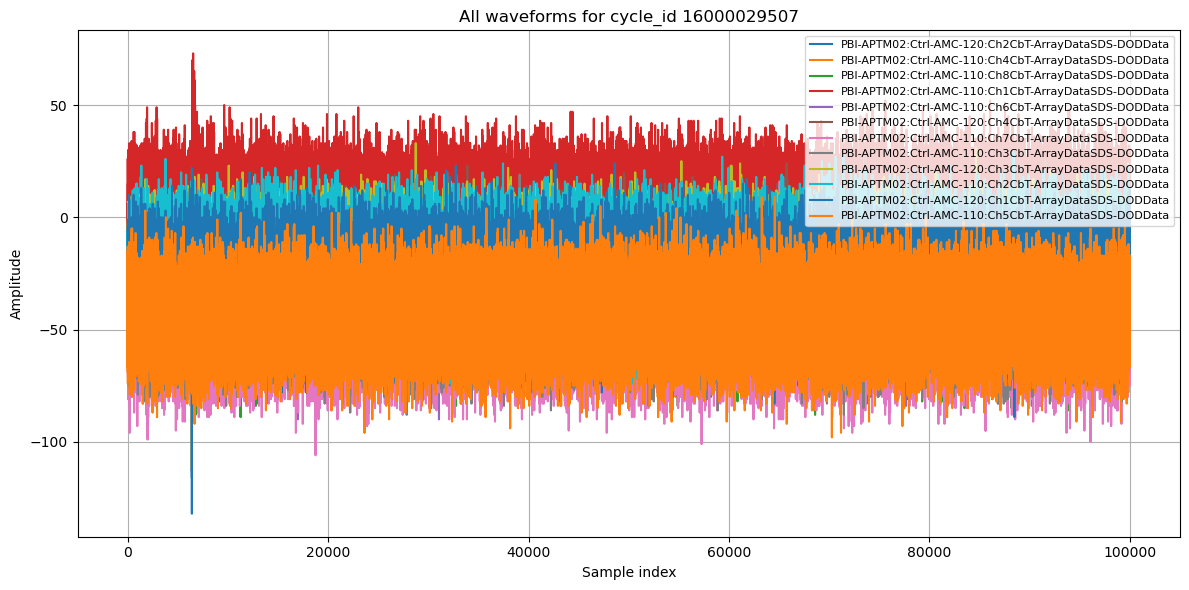 All waveforms for cycle_id 16000029507
PBI-APTM02:Ctrl-AMC-120:Ch2CbT-ArrayDataSDS-DODData
PBI-APTM02:Ctrl-AMC-110:Ch4CbT-ArrayDataSDS-DODData
PBI-APTM02:Ctrl-AMC-110:Ch8CbT-ArrayDataSDS-DODData
PBI-APTM02:Ctrl-AMC-110:Ch1CbT-ArrayDataSDS-DODData
PBI-APTM02:Ctrl-AMC-110:Ch6CbT-ArrayDataSDS-DODData
PBI-APTM02:Ctrl-AMC-120:Ch4CbT-ArrayDataSDS-DODData
PBI-APTM02:Ctrl-AMC-110:Ch7CbT-ArrayDataSDS-DODData
PBI-APTM02:Ctrl-AMC-110:Ch3CbT-ArrayDataSDS-DODData
PBI-APTM02:Ctrl-AMC-120:Ch3CbT-ArrayDataSDS-DODData
PBI-APTM02:Ctrl-AMC-110:Ch2CbT-ArrayDataSDS-DODData
PBI-APTM02:Ctrl-AMC-120:Ch1CbT-ArrayDataSDS-DODData
PBI-APTM02:Ctrl-AMC-110:Ch5CbT-ArrayDataSDS-DODData
Amplitude
50
0
−50
−100
0 20000 40000 60000 80000 100000
Sample index